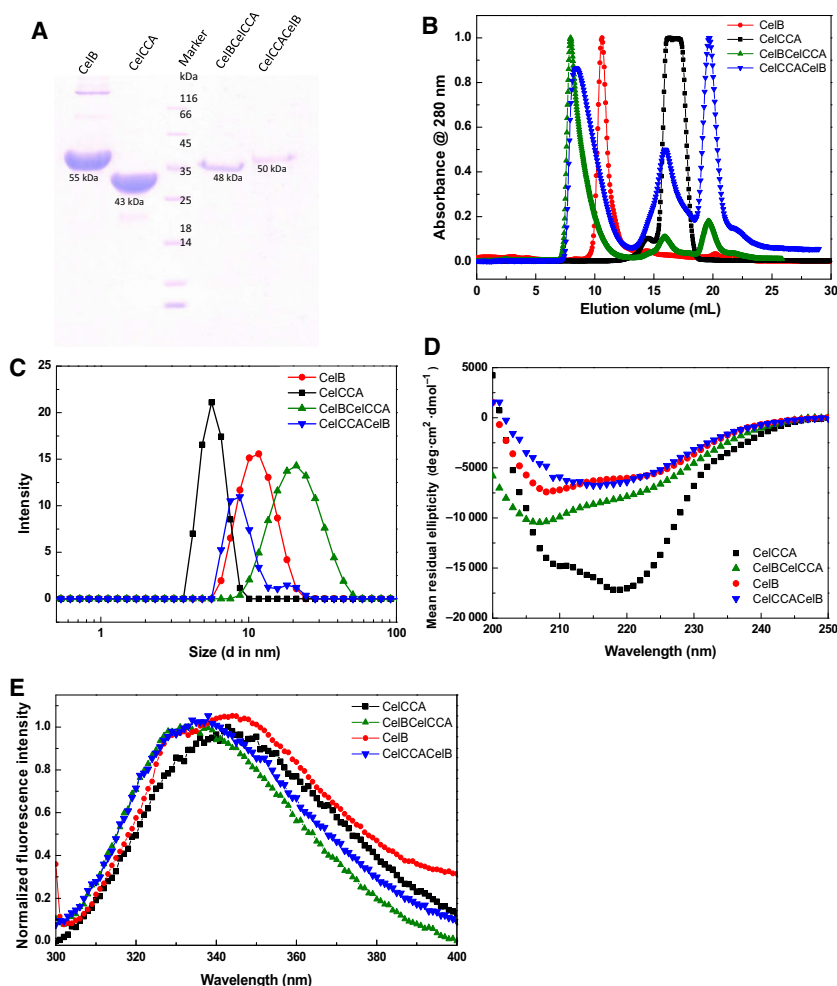 A
CelB
CelCCA
Marker
CelBCelCCA
CelCCACelB
kDa
116
66
45
35
25
18
14
55 kDa
43 kDa
48 kDa
50 kDa
B
CelB
CelCCA
CelBCelCCA
CelCCACelB
Absorbance @ 280 nm
1.0
0.8
0.6
0.4
0.2
0.0
0 5 10 15 20 25 30
Elution volume (mL)
C
CelB
CelCCA
CelBCelCCA
CelCCACelB
Intensity
25
20
15
10
5
0
1 10 100
Size (d in nm)
D
Mean residual ellipticity (deg·cm²·dmol⁻¹)
5000
0
−5000
−10 000
−15 000
−20 000
CelCCA
CelBCelCCA
CelB
CelCCACelB
200 210 220 230 240 250
Wavelength (nm)
E
CelCCA
CelBCelCCA
CelB
CelCCACelB
Normalized fluorescence intensity
1.0
0.8
0.6
0.4
0.2
0.0
300 320 340 360 380 400
Wavelength (nm)